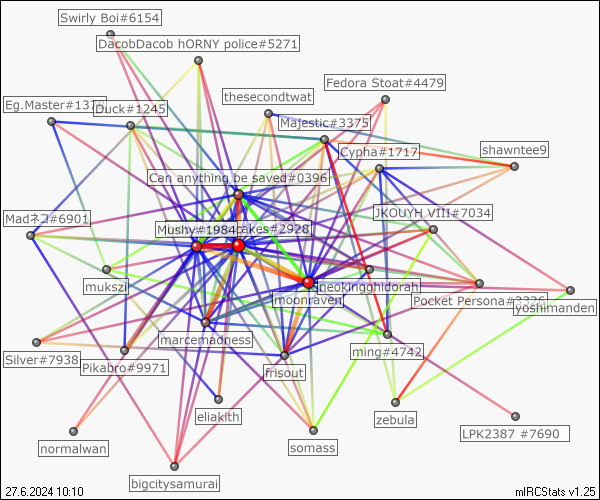 Swirly Boi#6154
DacobDacob hORNY police#5271
Fedora Stoat#4479
thesecondtwat
Eg.Master#1375
Duck#1245
Majestic#3375
Cypha#1717
shawntee9
Can anything be saved#0396
Madネコ#6901
JKOUYH VIII#7034
Mushy#1984
cakes#2928
neokingghidorah
mukszi
moonraven
Pocket Persona#3326
yoshimanden
marcemadness
ming#4742
Silver#7938
Pikabro#9971
frisout
eliaklth
zebula
LPK2387 #7690
normalwan
somass
bigcitysamurai
27.6.2024 10:10
mIRCStats v1.25